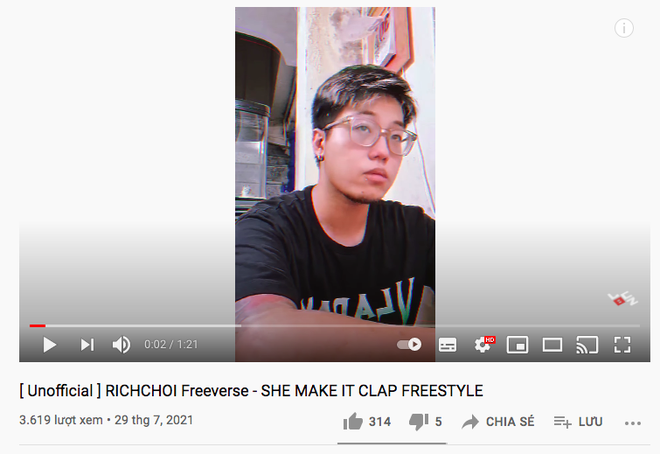 0:02 / 1:21
HD
[ Unofficial ] RICHCHOI Freeverse - SHE MAKE IT CLAP FREESTYLE
3.619 lượt xem • 29 thg 7, 2021
314
5
CHIA SẺ
LƯU